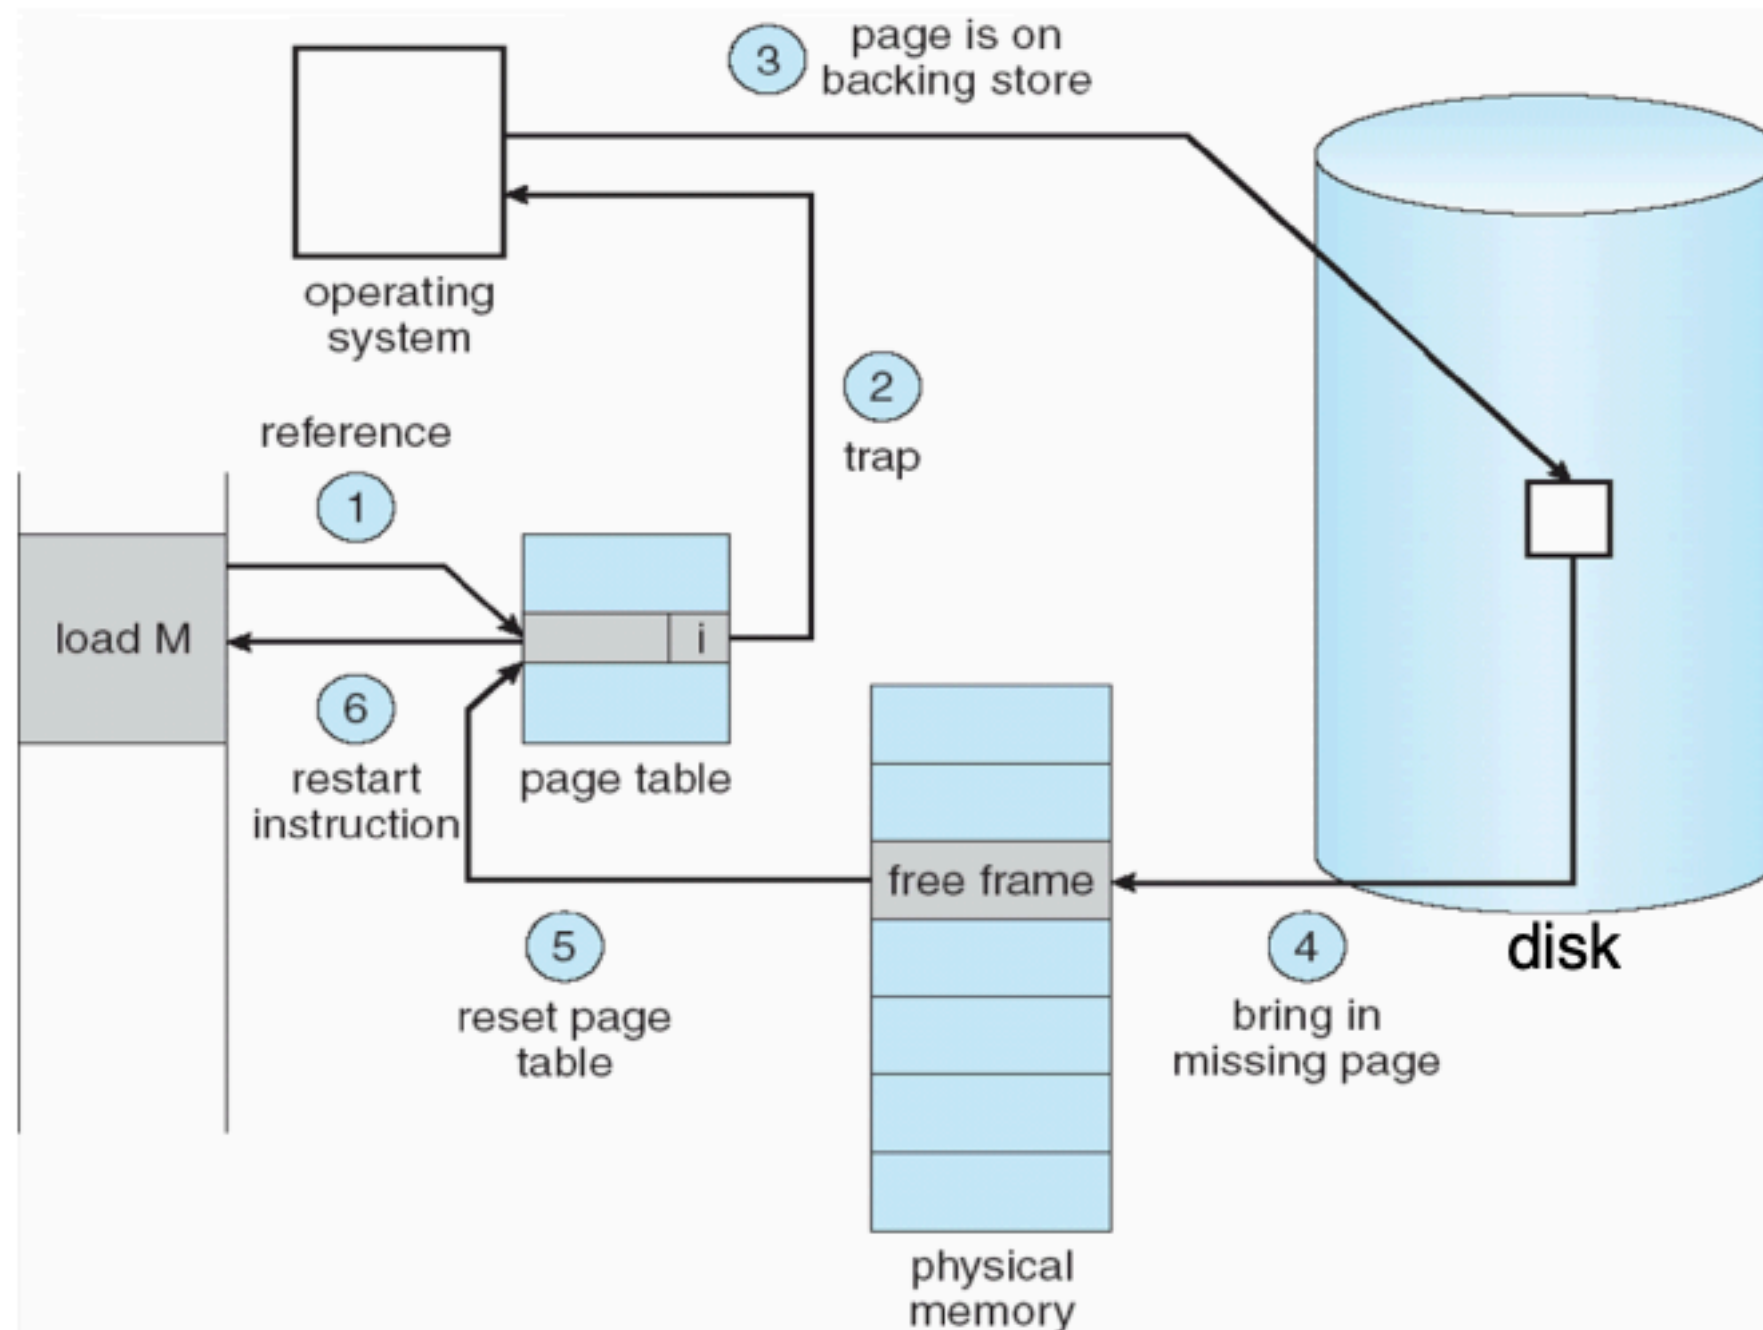 3
page is on
backing store
operating
system
2
trap
reference
1
load M
i
6
restart
instruction
page table
free frame
5
reset page
table
4
bring in
missing page
disk
physical
memory